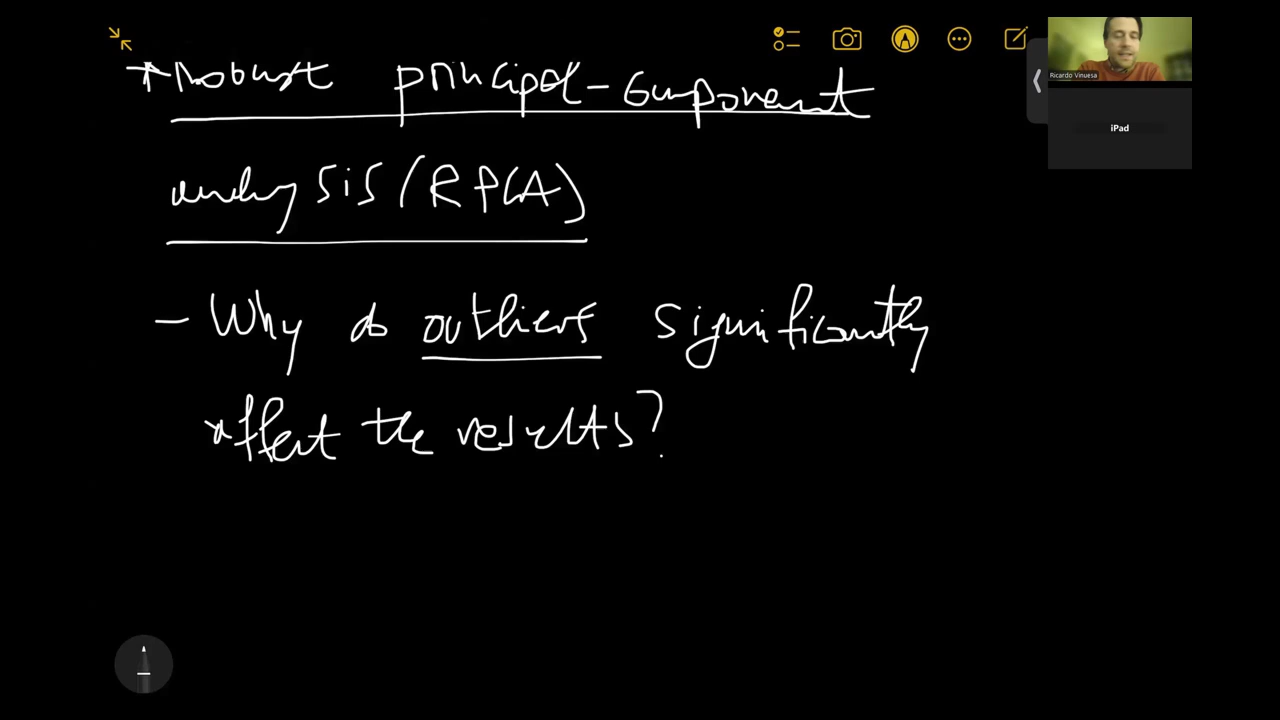 * Robust principal-component
analysis (RPCA)
- Why do outliers significantly
affect the results?
Ricardo Vinuesa
iPad